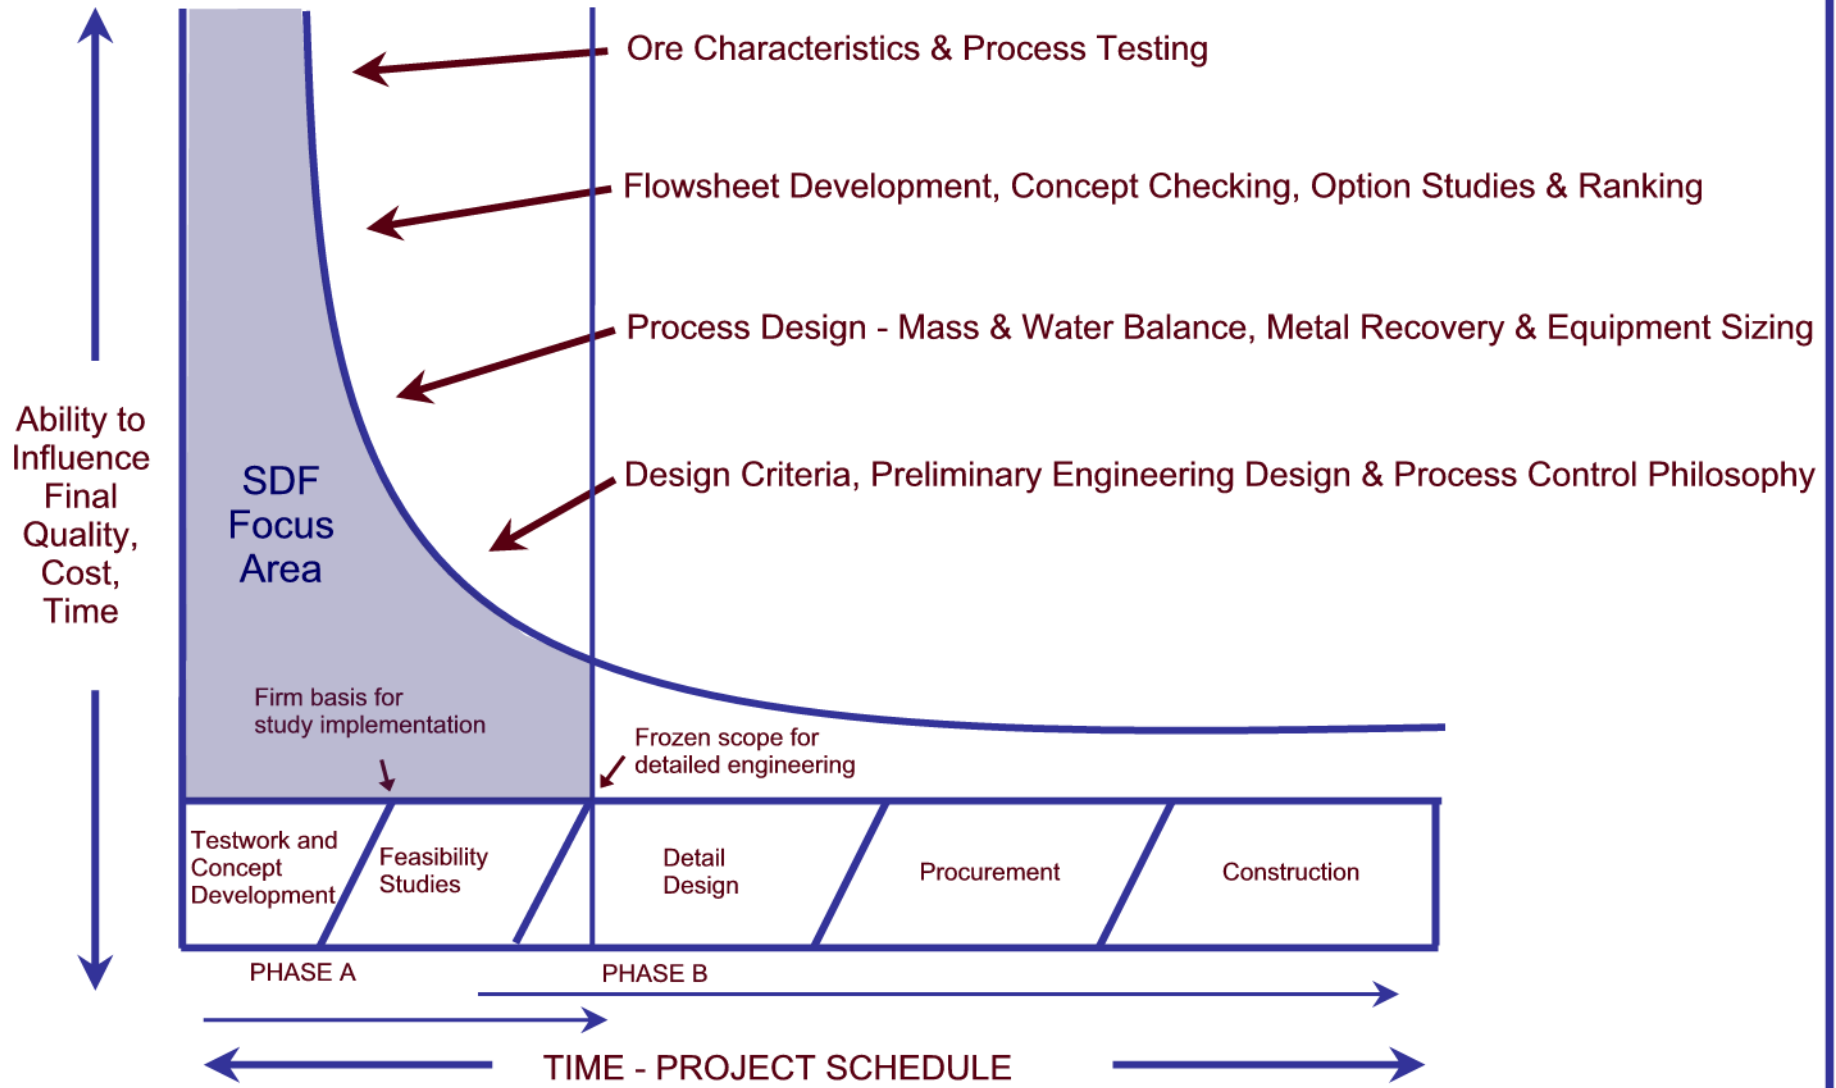 Ore Characteristics & Process Testing
Flowsheet Development, Concept Checking, Option Studies & Ranking
Process Design - Mass & Water Balance, Metal Recovery & Equipment Sizing
Design Criteria, Preliminary Engineering Design & Process Control Philosophy
Ability to
Influence
Final
Quality,
Cost,
Time
SDF
Focus
Area
Firm basis for
study implementation
Frozen scope for
detailed engineering
Testwork and
Concept
Development
Feasibility
Studies
Detail
Design
Procurement
Construction
PHASE A
PHASE B
TIME - PROJECT SCHEDULE